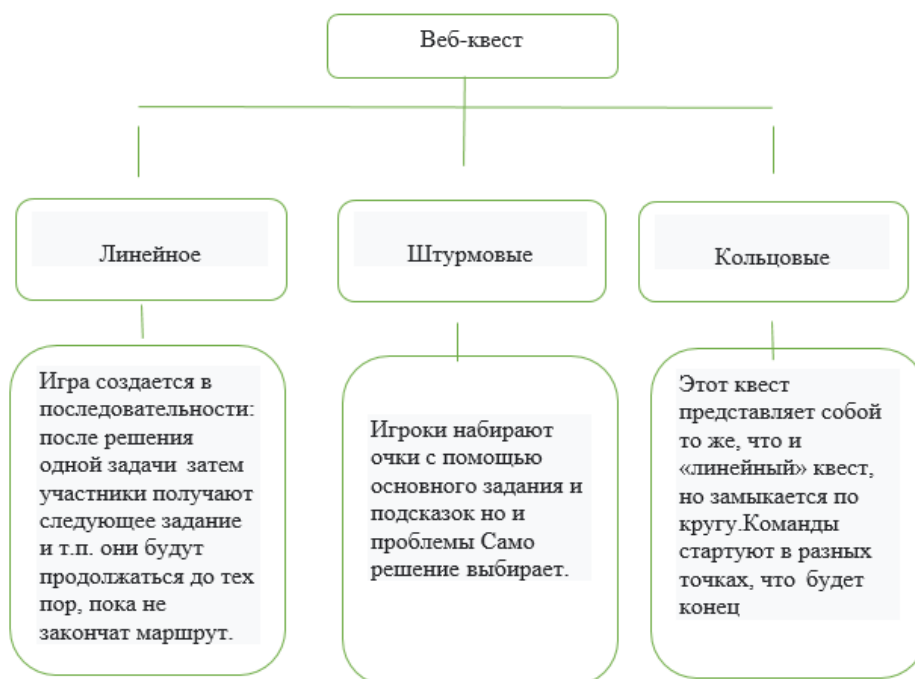 Веб-квест
Линейное
Штурмовые
Кольцовые
Игра создается в
последовательности:
после решения
одной задачи затем
участники получают
следующее задание
и т.п. они будут
продолжаться до тех
пор, пока не
закончат маршрут.
Игроки набирают
очки с помощью
основного задания и
подсказок но и
проблемы Само
решение выбирает.
Этот квест
представляет собой
то же, что и
«линейный» квест,
но замыкается по
кругу.Команды
стартуют в разных
точках, что будет
конец